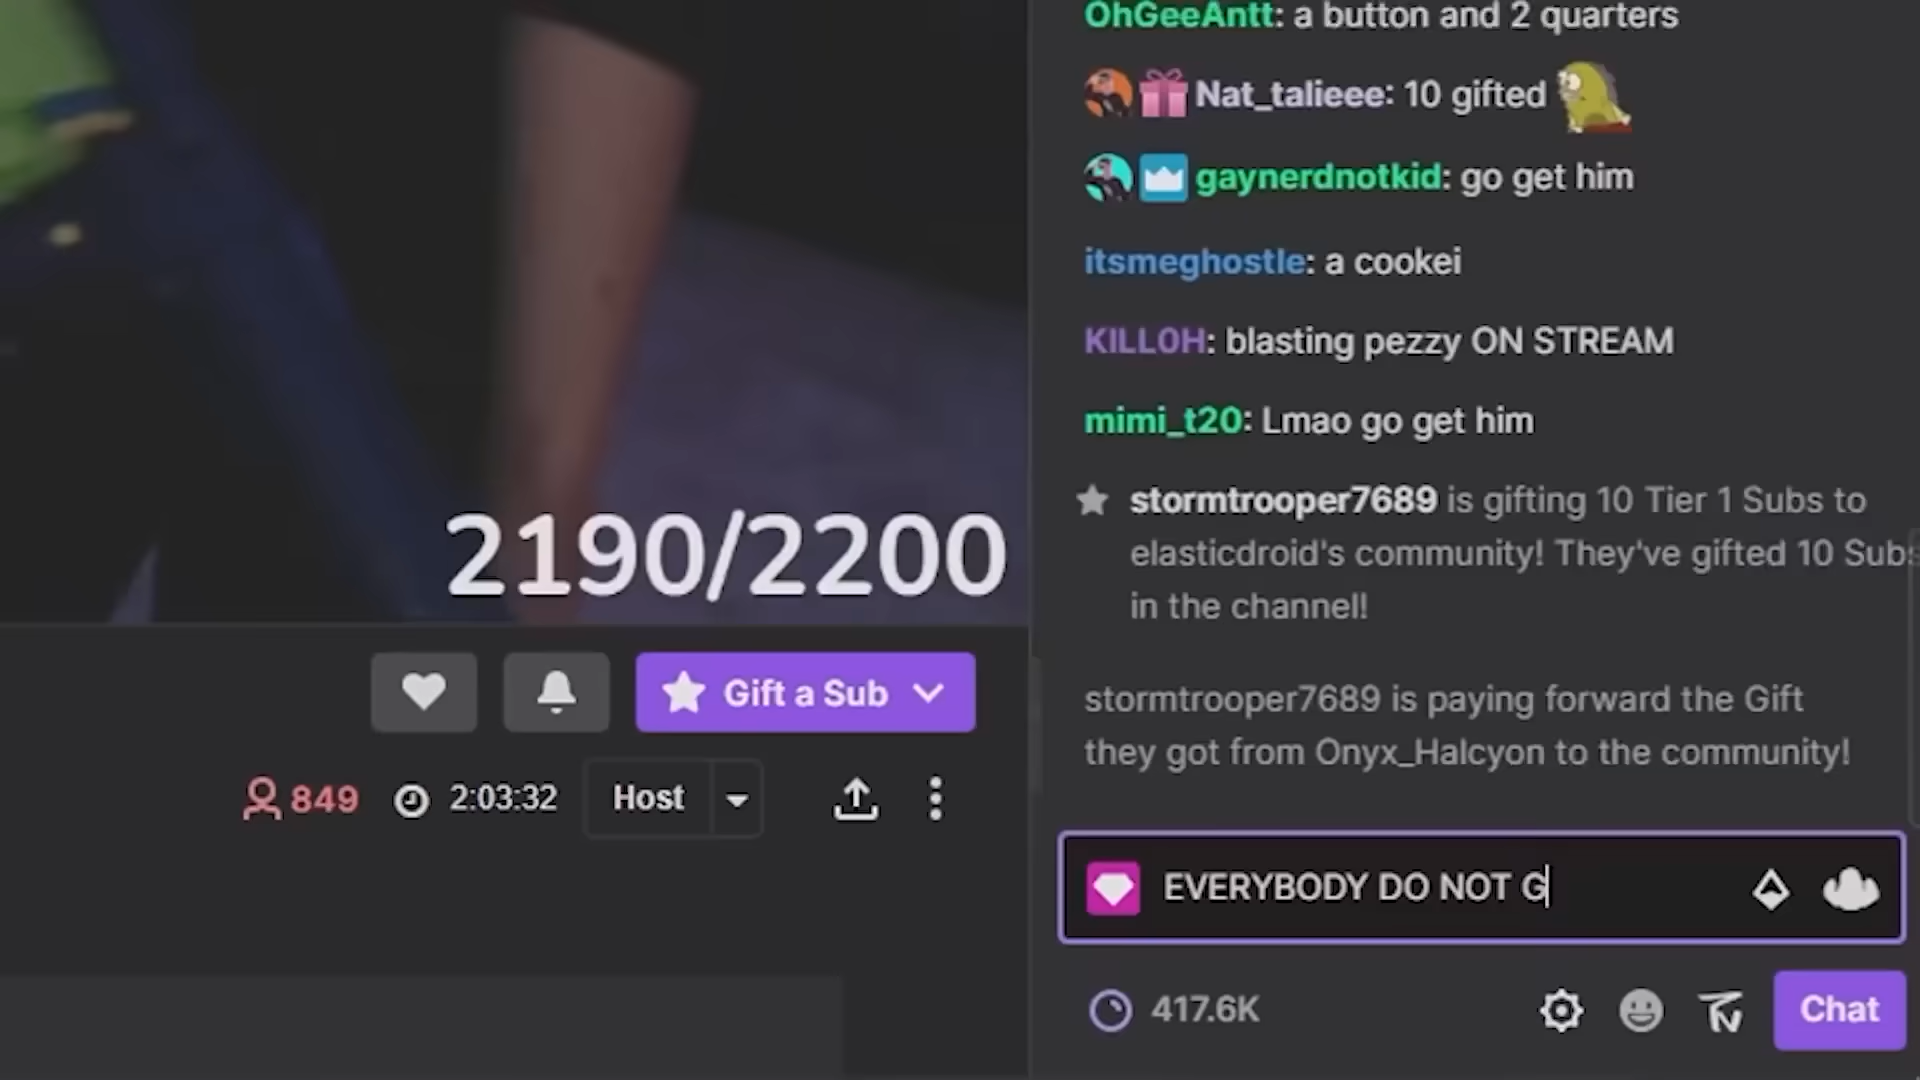 OhGeeAntt: a button and 2 quarters
Nat_talieee: 10 gifted
gaynerdnotkid: go get him
itsmeghostle: a cookei
KILL0H: blasting pezzy ON STREAM
mimi_t20: Lmao go get him
stormtrooper7689 is gifting 10 Tier 1 Subs to
elasticdroid's community! They've gifted 10 Subs
in the channel!
stormtrooper7689 is paying forward the Gift
they got from Onyx_Halcyon to the community!
EVERYBODY DO NOT G
417.6K
Chat
2190/2200
Gift a Sub
849
2:03:32
Host